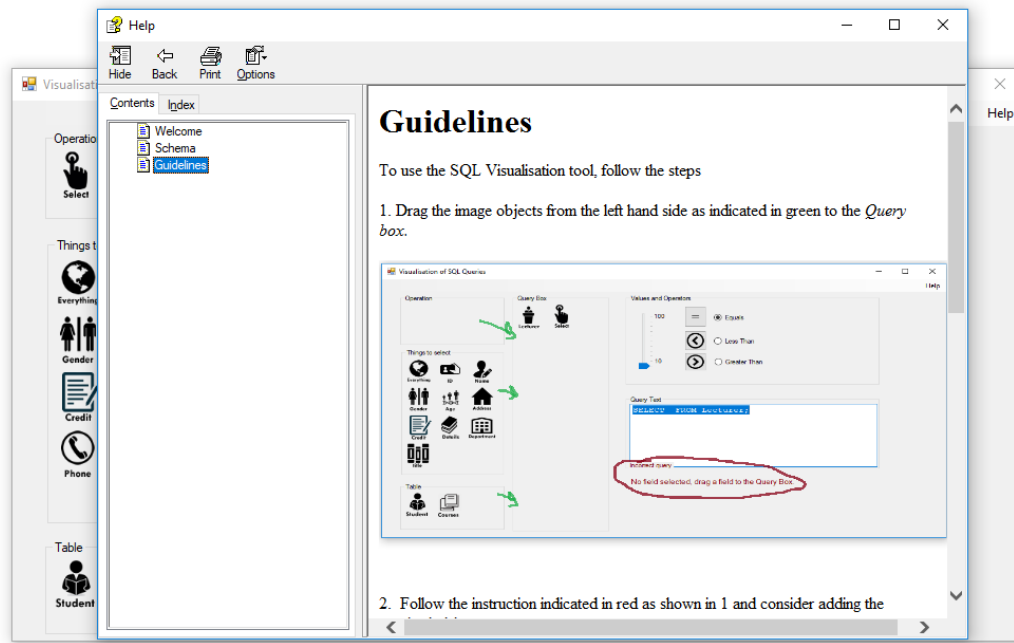 Help
Hide Back Print Options
Visualisati
Help
Contents Index
Welcome
Schema
Guidelines
Operatio
Select
Things t
Everything
Gender
Credit
Phone
Table
Student
Guidelines
To use the SQL Visualisation tool, follow the steps
1. Drag the image objects from the left hand side as indicated in green to the Query
box.
Visualisation of SQL Queries
Help
Operation
Query Box
Lecturer Select
Values and Operators
100
10
Equals
Less Than
Greater Than
Things to select
Everything ID Name
Gender Age Address
Credit Details Department
Title
Table
Student Courses
Query Text
SELECT FROM Lecturer;
Incorrect query
No field selected, drag a field to the Query Box.
2. Follow the instruction indicated in red as shown in 1 and consider adding the